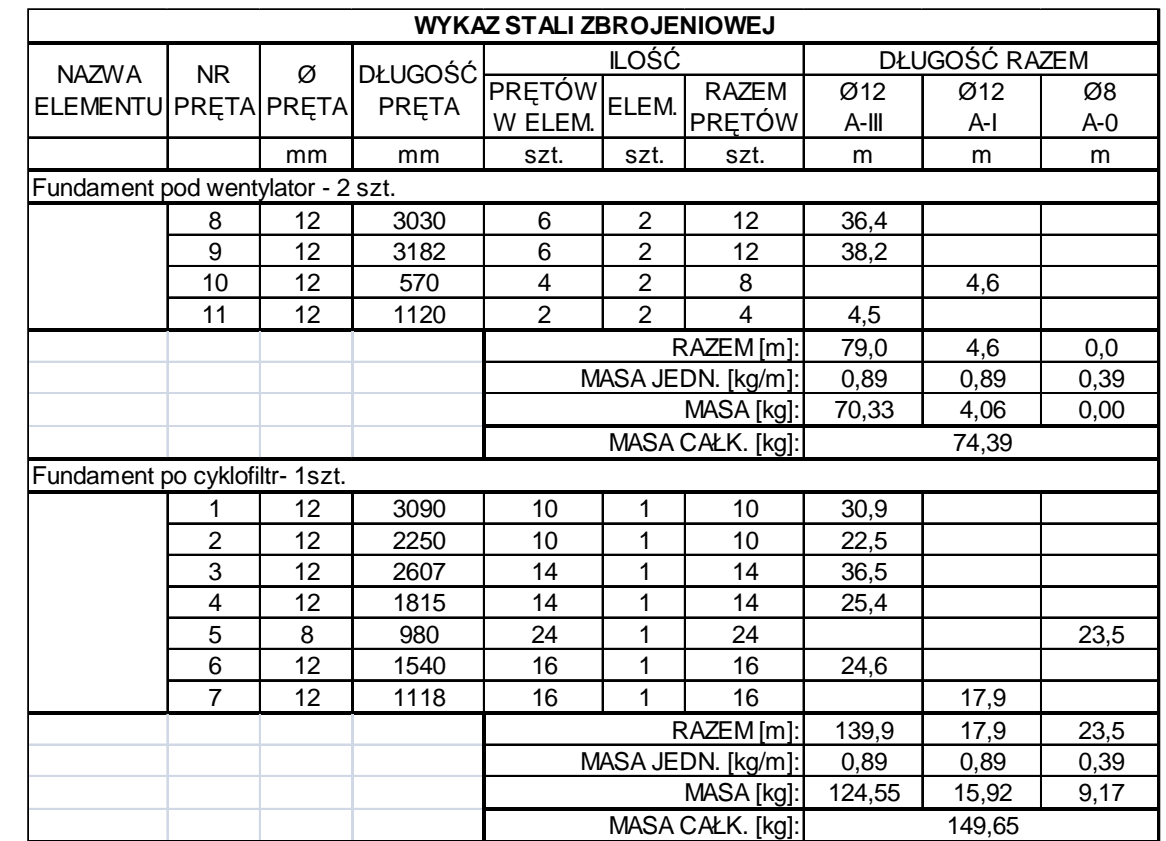 WYKAZ STALI ZBROJENIOWEJ
NAZWA ELEMENTU NR PRĘTA Ø PRĘTA DŁUGOŚĆ PRĘTA ILOŚĆ DŁUGOŚĆ RAZEM
PRĘTÓW W ELEM. ELEM. RAZEM PRĘTÓW Ø12 A-III Ø12 A-I Ø8 A-0
mm mm szt. szt. szt. m m m
Fundament pod wentylator - 2 szt.
8 12 3030 6 2 12 36,4
9 12 3182 6 2 12 38,2
10 12 570 4 2 8 4,6
11 12 1120 2 2 4 4,5
RAZEM [m]: 79,0 4,6 0,0
MASA JEDN. [kg/m]: 0,89 0,89 0,39
MASA [kg]: 70,33 4,06 0,00
MASA CAŁK. [kg]: 74,39
Fundament po cyklofiltr- 1szt.
1 12 3090 10 1 10 30,9
2 12 2250 10 1 10 22,5
3 12 2607 14 1 14 36,5
4 12 1815 14 1 14 25,4
5 8 980 24 1 24 23,5
6 12 1540 16 1 16 24,6
7 12 1118 16 1 16 17,9
RAZEM [m]: 139,9 17,9 23,5
MASA JEDN. [kg/m]: 0,89 0,89 0,39
MASA [kg]: 124,55 15,92 9,17
MASA CAŁK. [kg]: 149,65